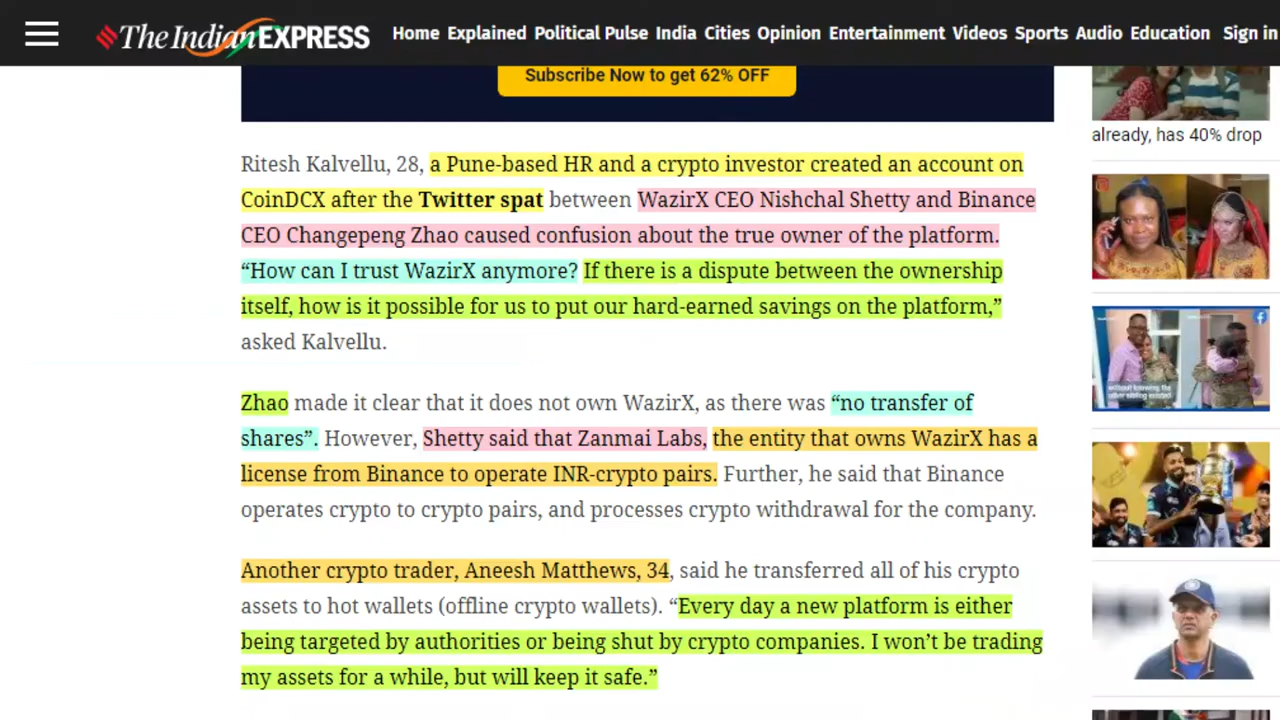 The Indian EXPRESS
Home Explained Political Pulse India Cities Opinion Entertainment Videos Sports Audio Education Sign in
Subscribe Now to get 62% OFF
already, has 40% drop
Ritesh Kalvellu, 28, a Pune-based HR and a crypto investor created an account on
CoinDCX after the Twitter spat between WazirX CEO Nishchal Shetty and Binance
CEO Changepeng Zhao caused confusion about the true owner of the platform.
“How can I trust WazirX anymore? If there is a dispute between the ownership
itself, how is it possible for us to put our hard-earned savings on the platform,”
asked Kalvellu.
Zhao made it clear that it does not own WazirX, as there was “no transfer of
shares”. However, Shetty said that Zanmai Labs, the entity that owns WazirX has a
license from Binance to operate INR-crypto pairs. Further, he said that Binance
operates crypto to crypto pairs, and processes crypto withdrawal for the company.
Another crypto trader, Aneesh Matthews, 34, said he transferred all of his crypto
assets to hot wallets (offline crypto wallets). “Every day a new platform is either
being targeted by authorities or being shut by crypto companies. I won’t be trading
my assets for a while, but will keep it safe.”